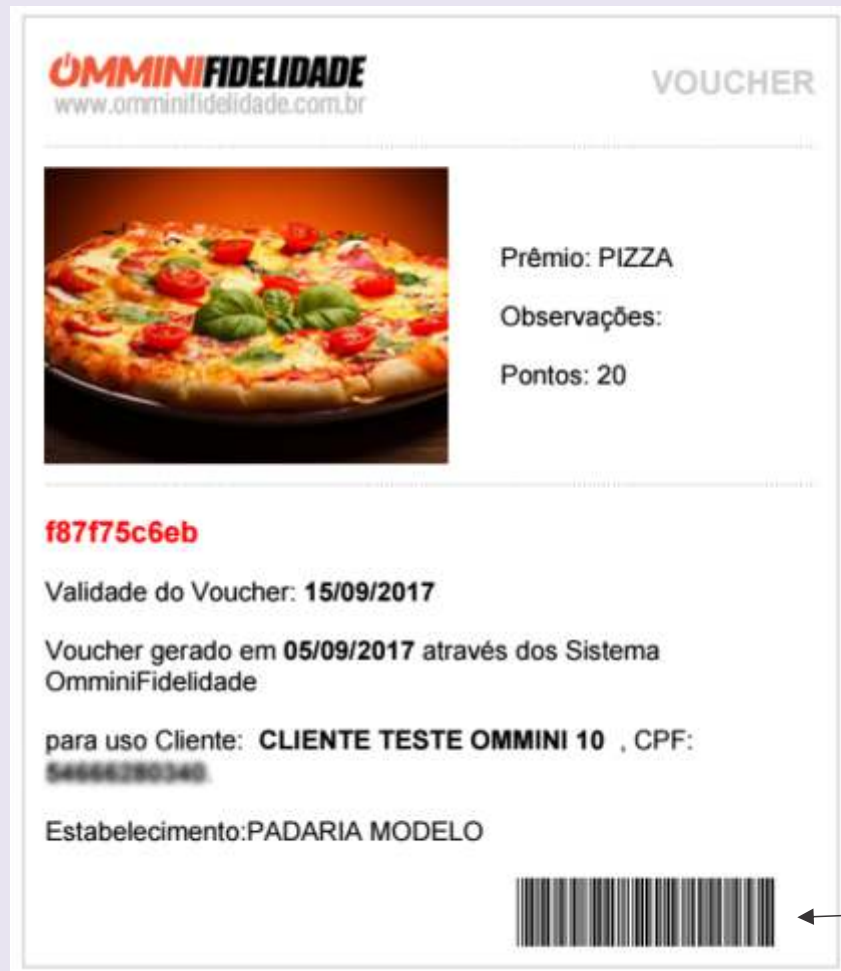 OMMINIFIDELIDADE
www.omminifidelidade.com.br
VOUCHER
Prêmio: PIZZA
Observações:
Pontos: 20
f87f75c6eb
Validade do Voucher: 15/09/2017
Voucher gerado em 05/09/2017 através dos Sistema
OmminiFidelidade
para uso Cliente: CLIENTE TESTE OMMINI 10 , CPF:
Estabelecimento:PADARIA MODELO